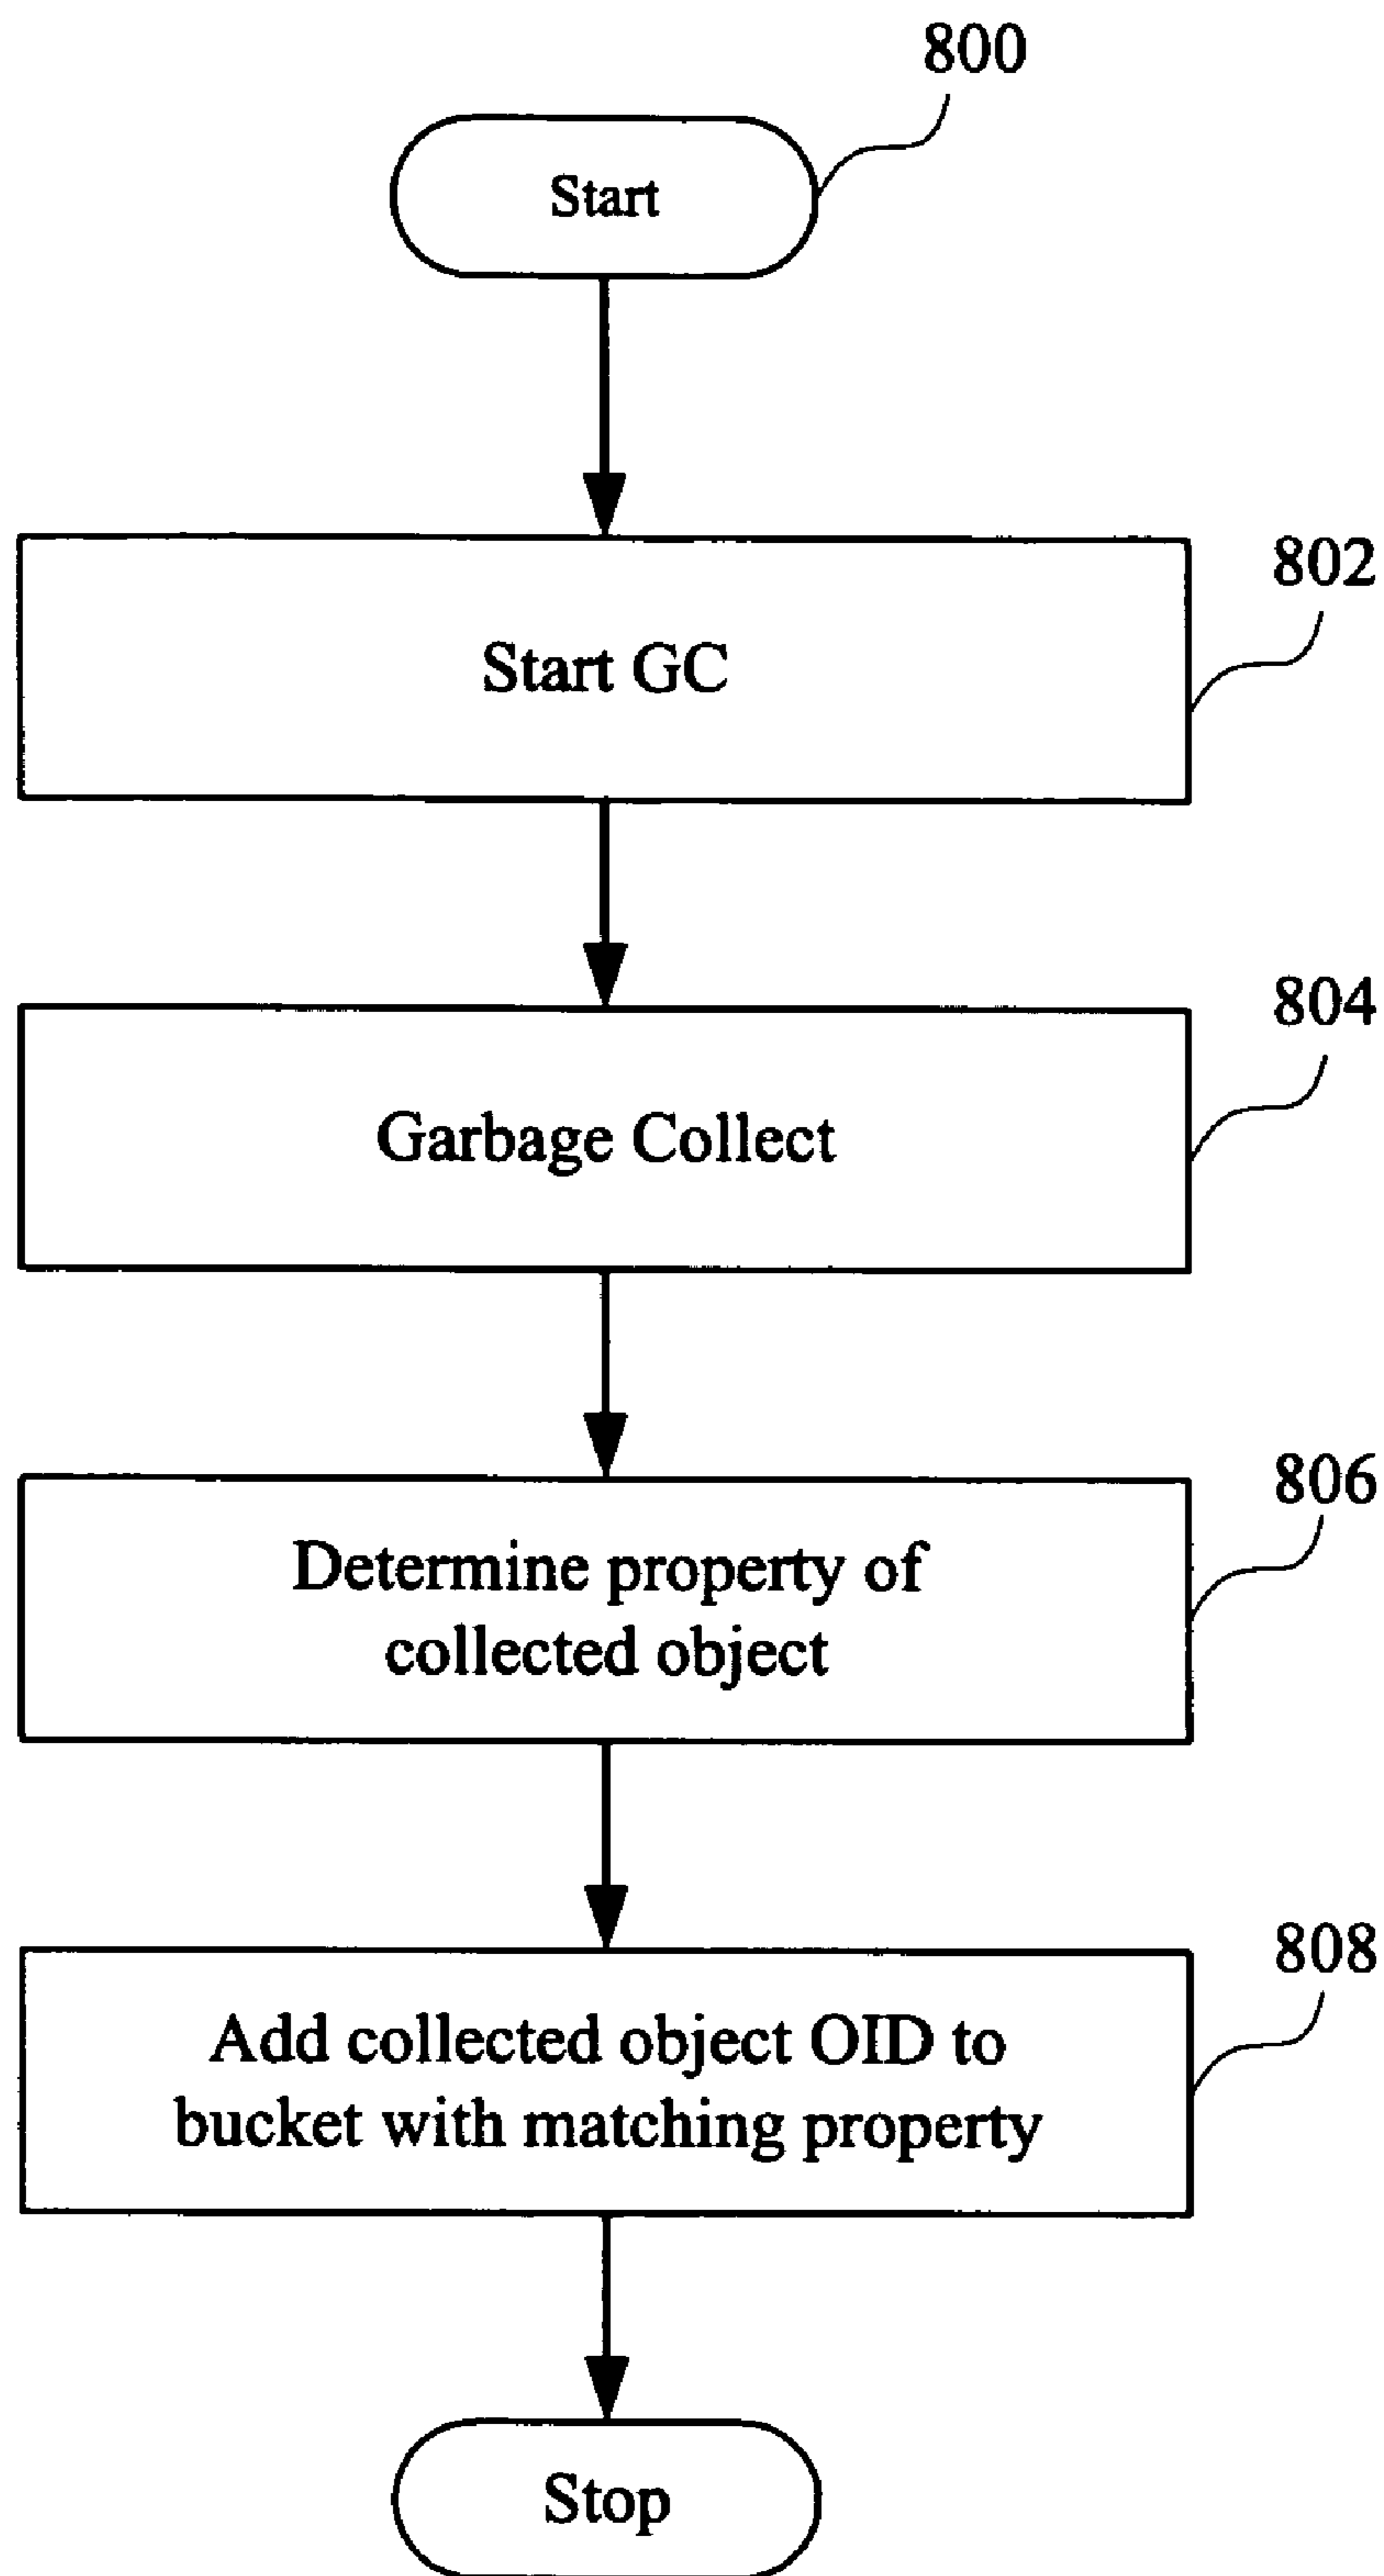 800
Start
802
Start GC
804
Garbage Collect
806
Determine property of
collected object
808
Add collected object OID to
bucket with matching property
Stop